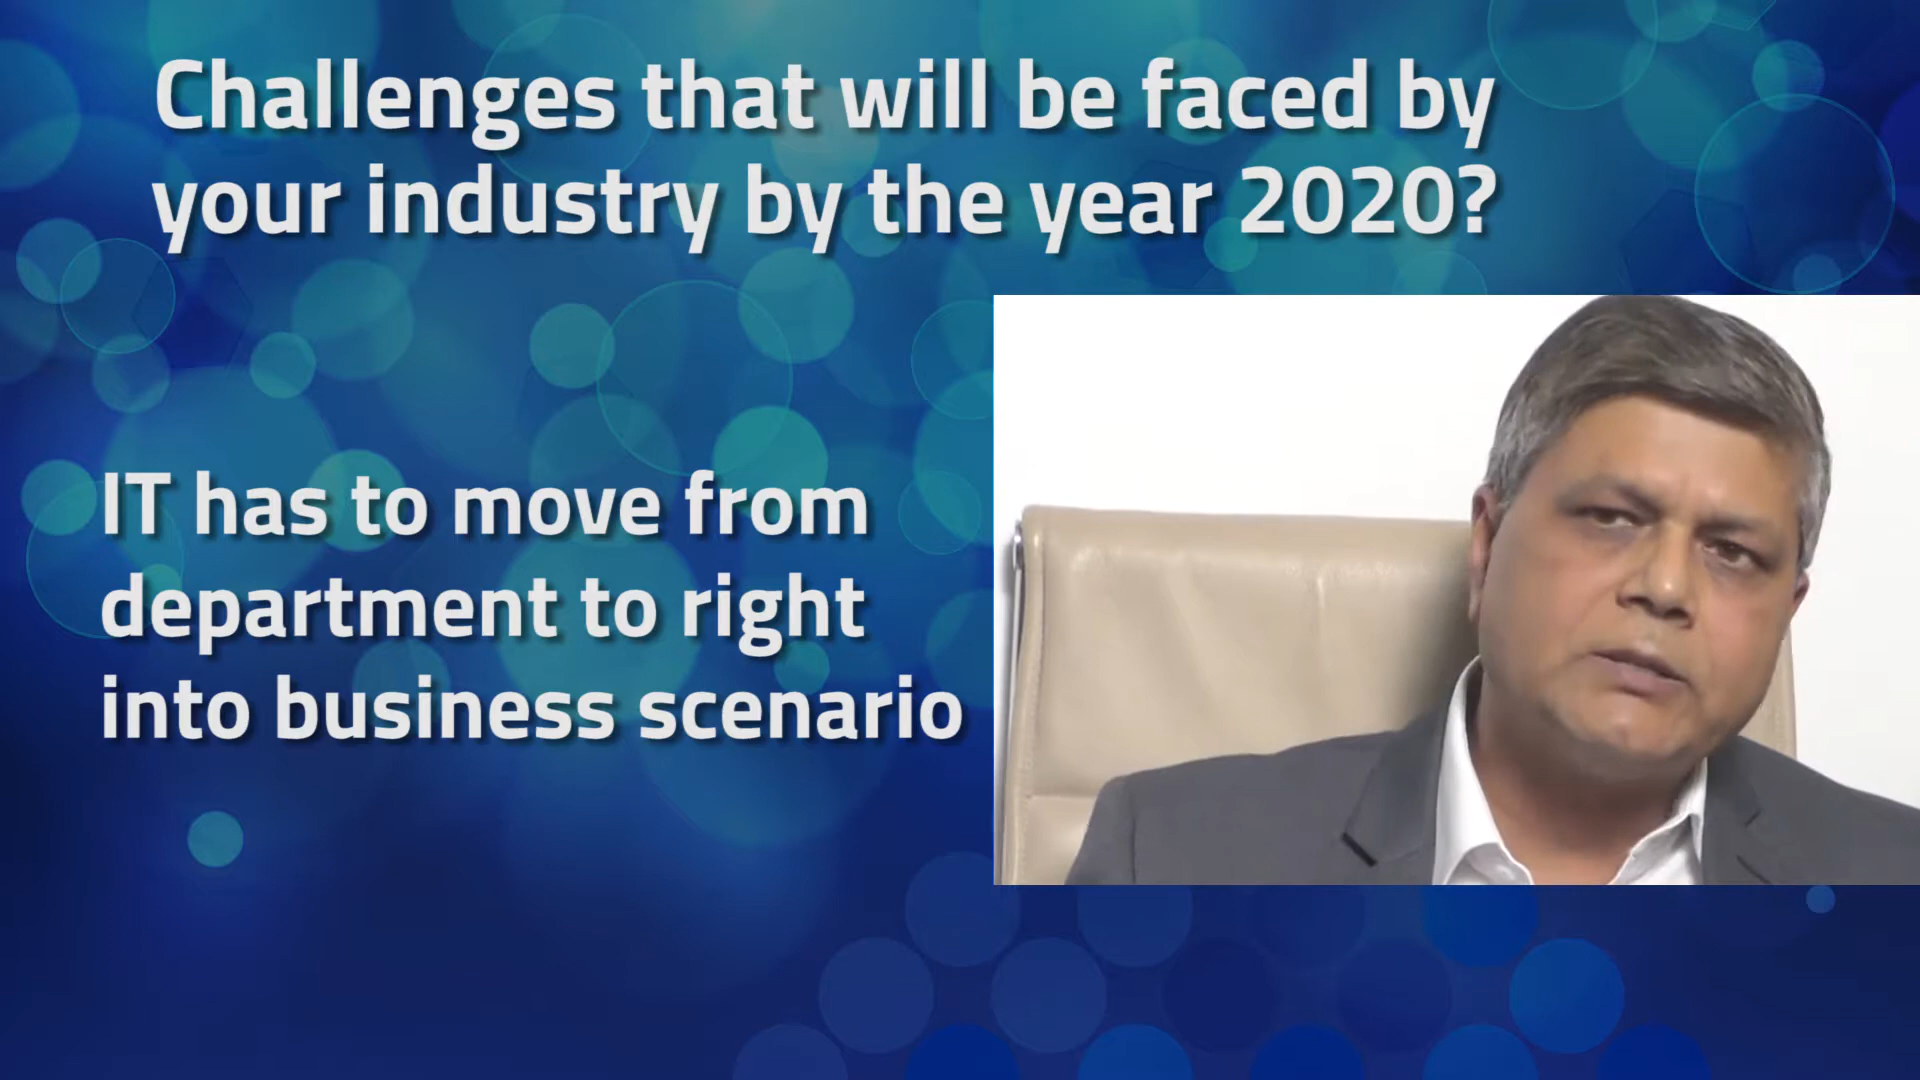 Challenges that will be faced by
your industry by the year 2020?
IT has to move from
department to right
into business scenario